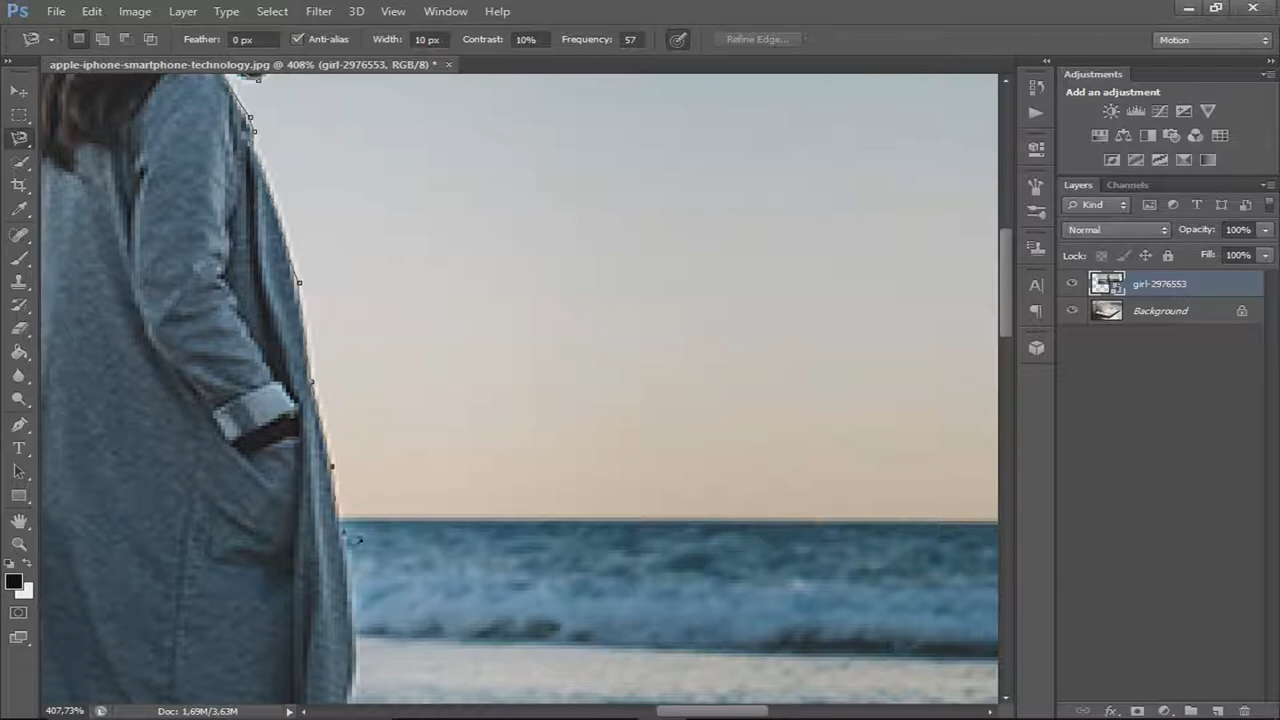 Ps File Edit Image Layer Type Select Filter 3D View Window Help
Feather: 0 px Anti-alias Width: 10 px Contrast: 10% Frequency: 57 Refine Edge... Motion
apple-iphone-smartphone-technology.jpg @ 408% (girl-2976553, RGB/8) *
Adjustments
Add an adjustment
Layers Channels
Kind
Normal Opacity: 100%
Lock: Fill: 100%
girl-2976553
Background
407,73% Doc: 1,69M/3,63M